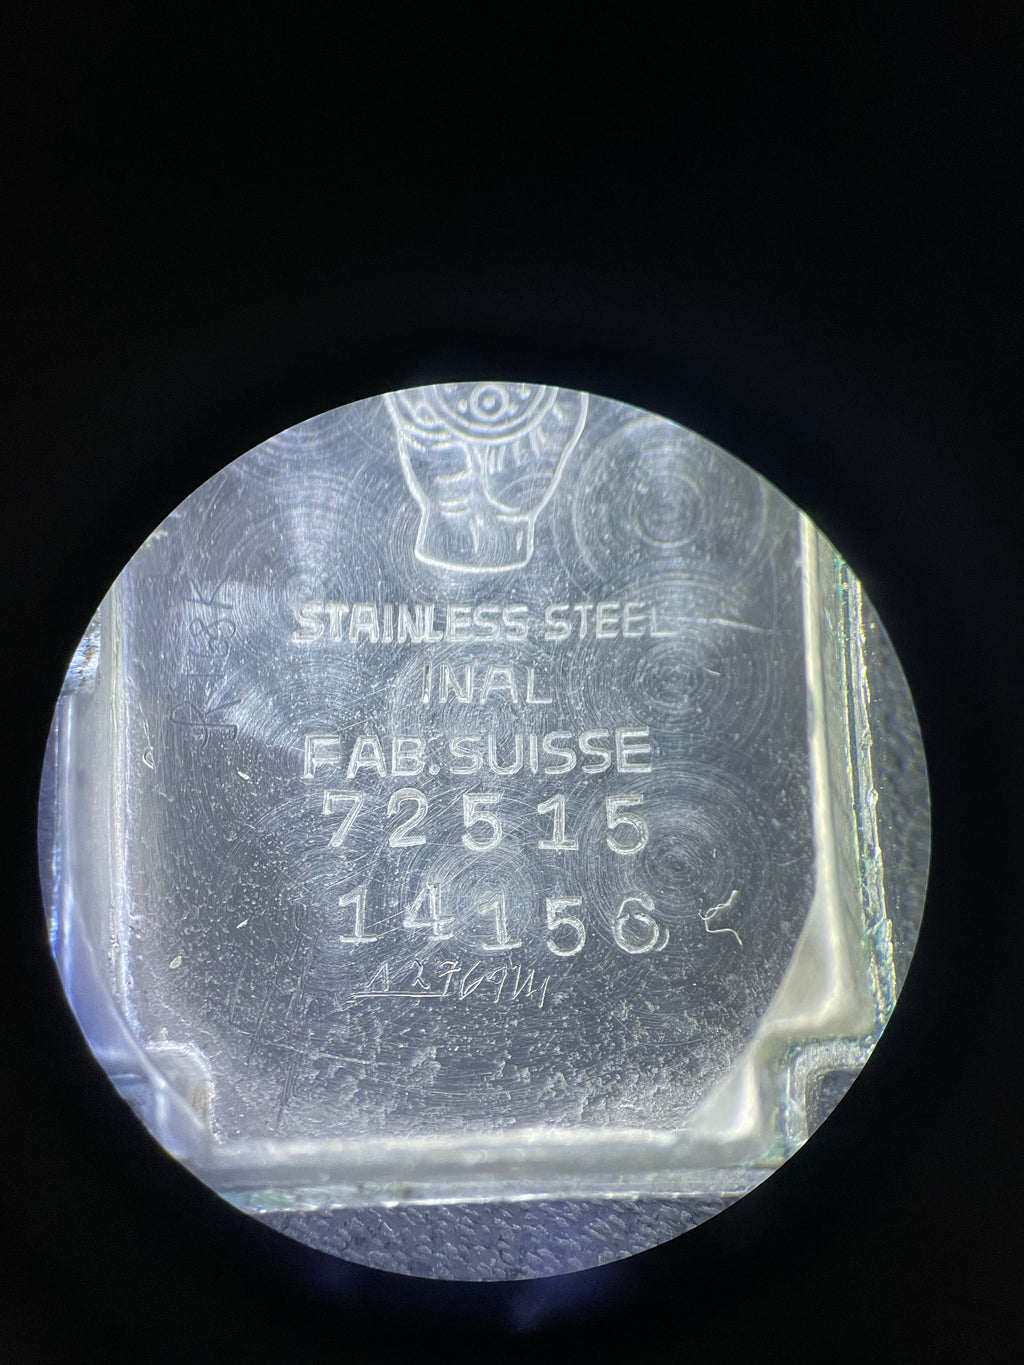 STAINLESS STEEL
INAL
FAB. SUISSE
72515
14156